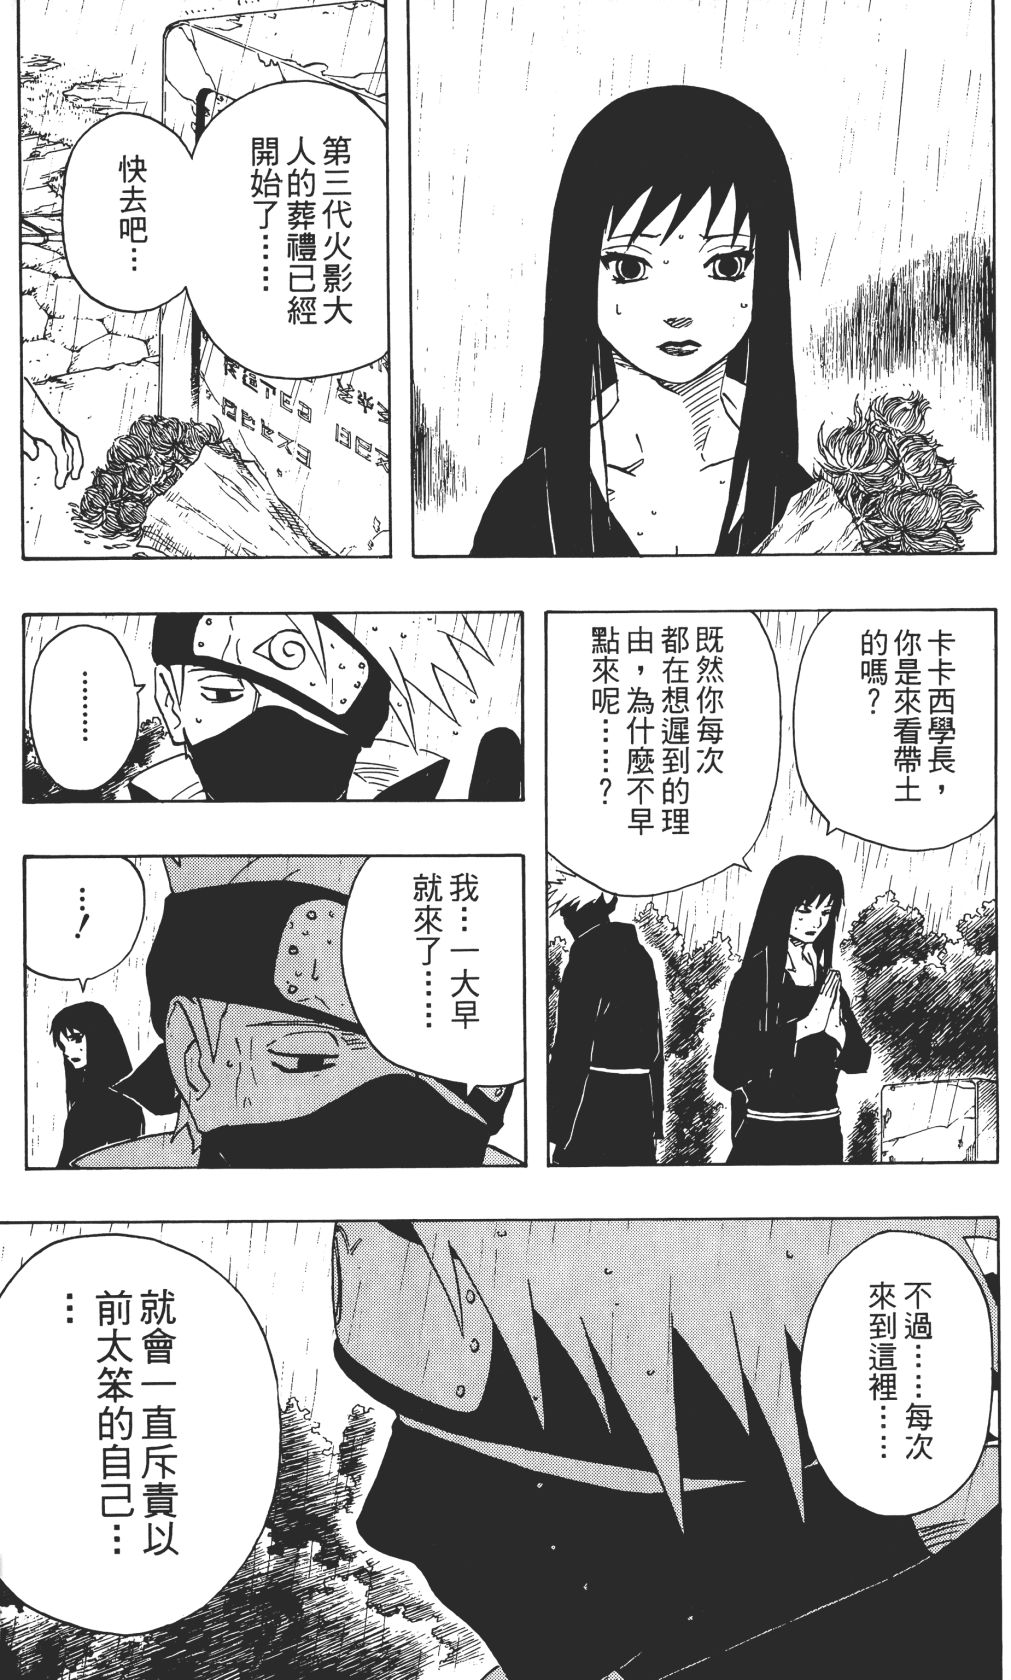 第三代火影大
人的葬禮已經
開始了……
快去吧…
卡卡西學長，
你是來看帶土
的嗎？
既然你每次
都在想遲到的理
由，為什麼不早
點來呢……？
………
我…一大早
就來了……
…！
不過……每次
來到這裡……
就會一直斥責以
前太笨的自己…
…